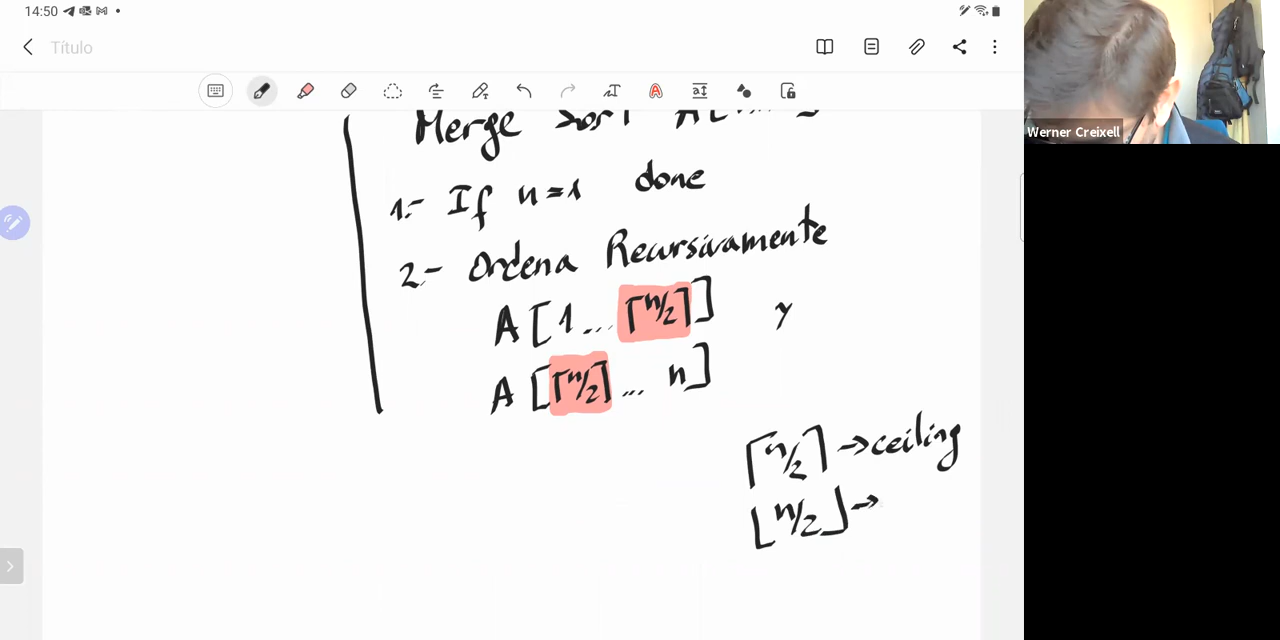 14:50
Título
Werner Creixell
Merge Sort
1.- If n=1 done
2.- Ordena Recursivamente
A [1 ... ⌈n/2⌉] y
A [⌈n/2⌉ ... n]
⌈n/2⌉ → ceiling
⌊n/2⌋ →